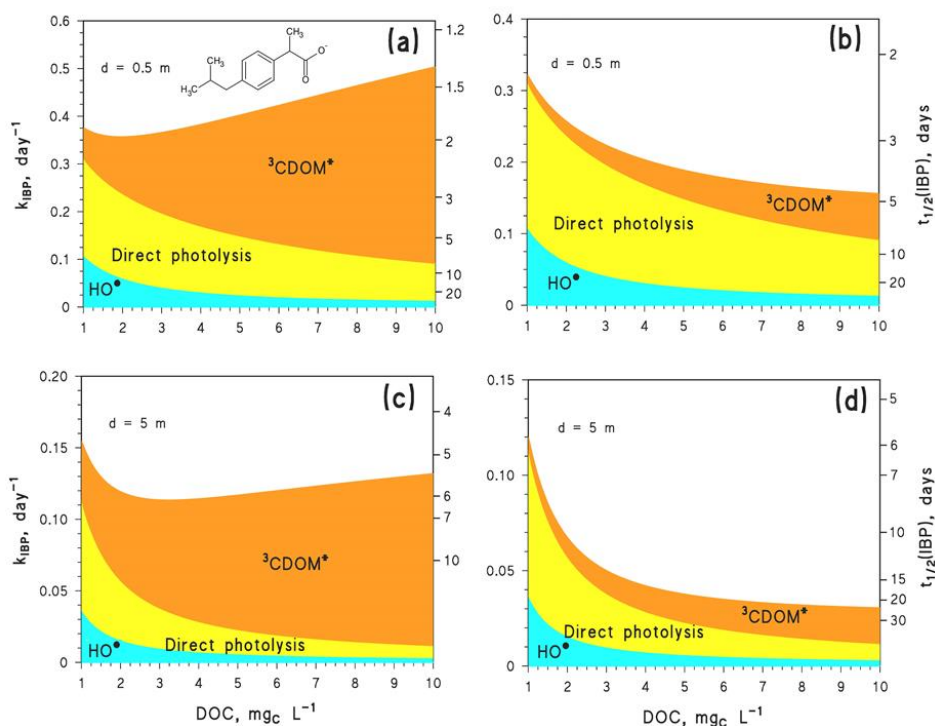 (a)
d = 0.5 m
CH₃
CH₃
H₃C
O⁻
O
k_IBP, day⁻¹
0.6
0.5
0.4
0.3
0.2
0.1
0
³CDOM*
Direct photolysis
HO•
1.2
1.5
2
3
5
10
20
1 2 3 4 5 6 7 8 9 10
(b)
d = 0.5 m
0.4
0.3
0.2
0.1
0
³CDOM*
Direct photolysis
HO•
2
3
5
10
20
t₁/₂(IBP), days
1 2 3 4 5 6 7 8 9 10
(c)
d = 5 m
k_IBP, day⁻¹
0.20
0.15
0.10
0.05
0
³CDOM*
Direct photolysis
HO•
4
5
6
7
10
1 2 3 4 5 6 7 8 9 10
DOC, mg_C L⁻¹
(d)
d = 5 m
0.15
0.10
0.05
0
³CDOM*
Direct photolysis
HO•
5
6
7
10
15
20
30
t₁/₂(IBP), days
1 2 3 4 5 6 7 8 9 10
DOC, mg_C L⁻¹